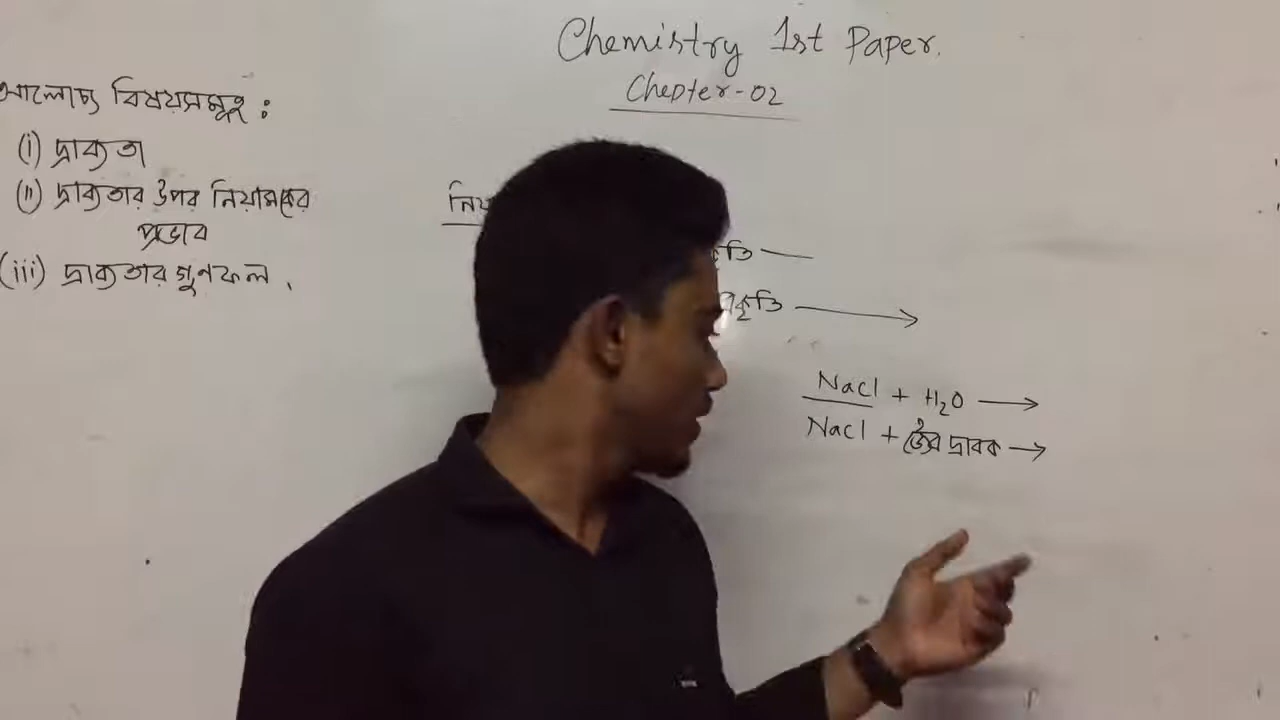 Chemistry 1st Paper.
Chepter-02
আলোচ্য বিষয়সমূহ :
(i) দ্রাব্যতা
(ii) দ্রাব্যতার উপর নিয়ামকের
প্রভাব
(iii) দ্রাব্যতার গুণফল .
NaCl + H₂O ⟶
NaCl + জৈব দ্রাবক ⟶